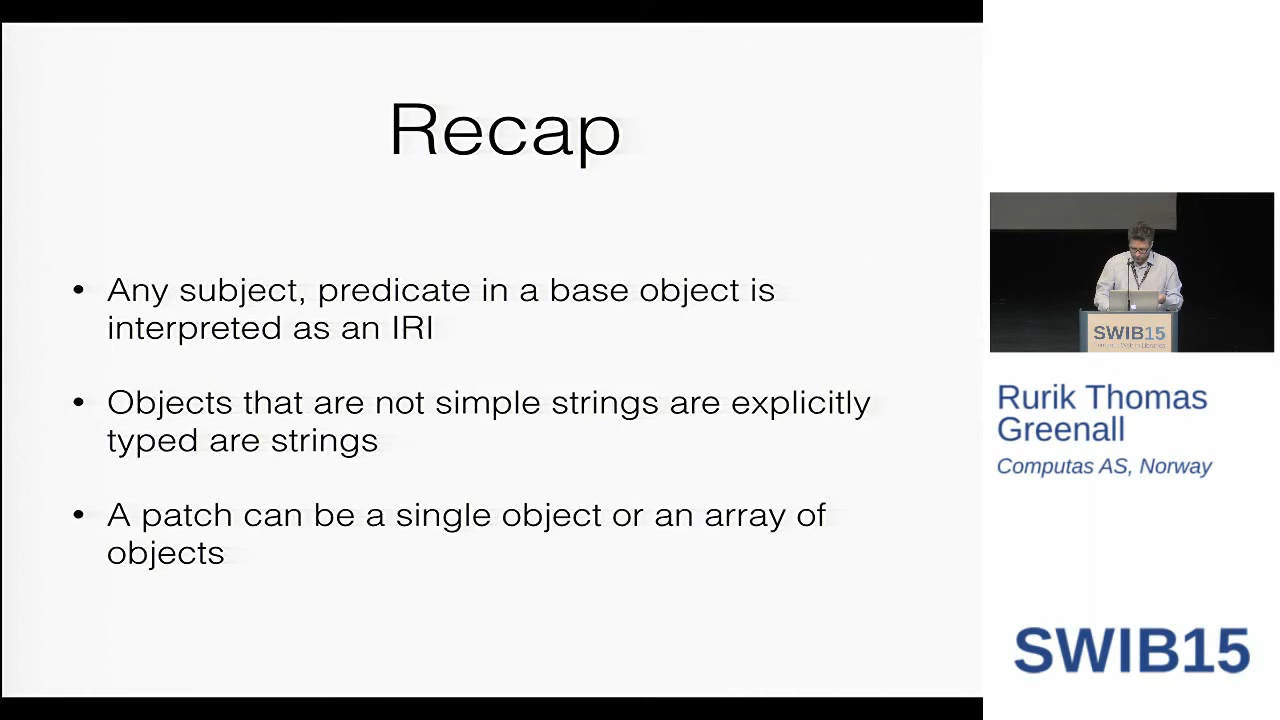 Recap
• Any subject, predicate in a base object is
interpreted as an IRI
• Objects that are not simple strings are explicitly
typed are strings
• A patch can be a single object or an array of
objects
SWIB15
Rurik Thomas
Greenall
Computas AS, Norway
SWIB15